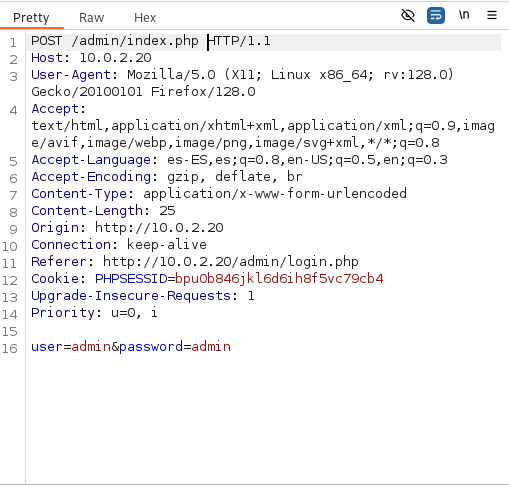 Pretty Raw Hex \n
1 POST /admin/index.php HTTP/1.1
2 Host: 10.0.2.20
3 User-Agent: Mozilla/5.0 (X11; Linux x86_64; rv:128.0)
Gecko/20100101 Firefox/128.0
4 Accept:
text/html,application/xhtml+xml,application/xml;q=0.9,imag
e/avif,image/webp,image/png,image/svg+xml,*/*;q=0.8
5 Accept-Language: es-ES,es;q=0.8,en-US;q=0.5,en;q=0.3
6 Accept-Encoding: gzip, deflate, br
7 Content-Type: application/x-www-form-urlencoded
8 Content-Length: 25
9 Origin: http://10.0.2.20
10 Connection: keep-alive
11 Referer: http://10.0.2.20/admin/login.php
12 Cookie: PHPSESSID=bpu0b846jkl6d6ih8f5vc79cb4
13 Upgrade-Insecure-Requests: 1
14 Priority: u=0, i
15
16 user=admin&password=admin